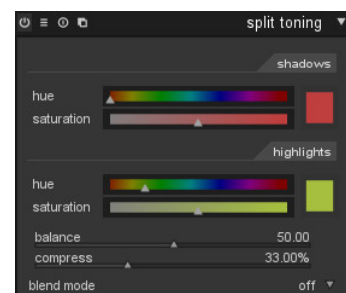 split toning
shadows
hue
saturation
highlights
hue
saturation
balance 50.00
compress 33.00%
blend mode off